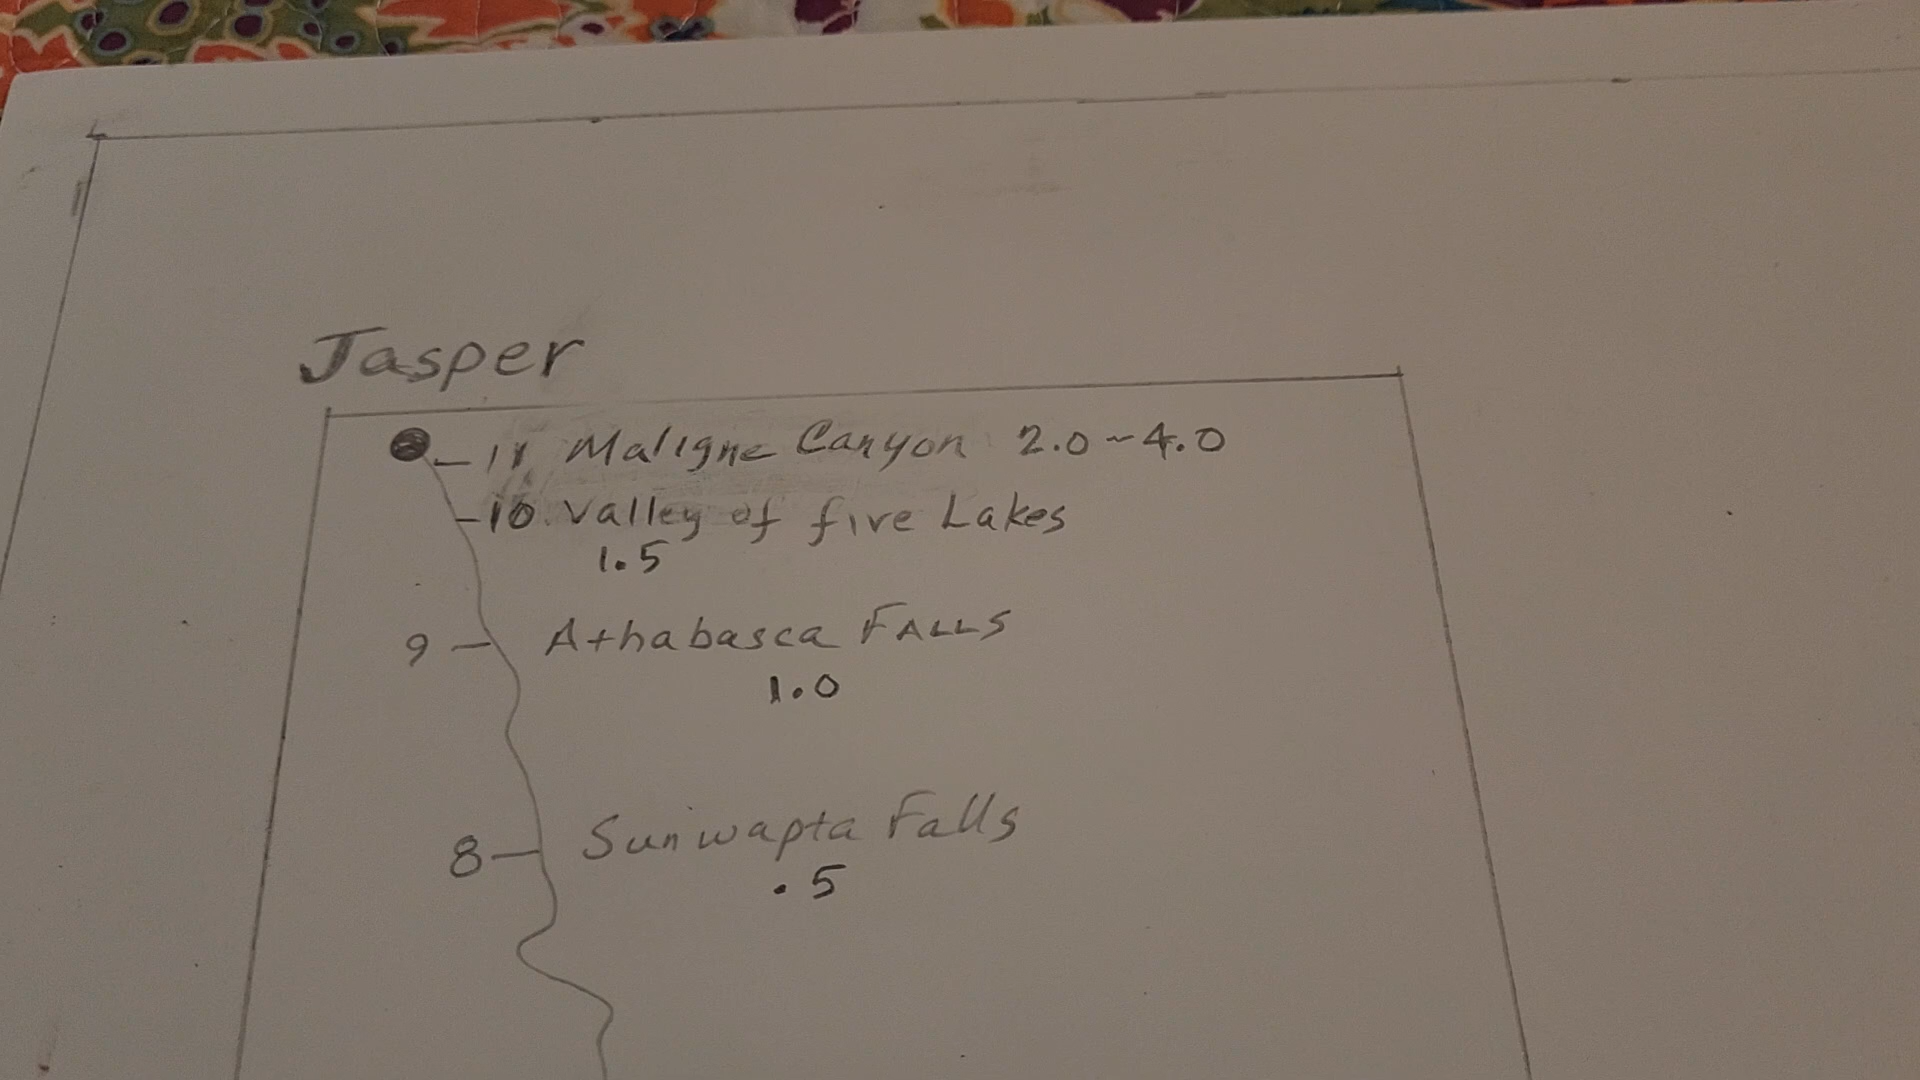 Jasper
-11 Maligne Canyon 2.0~4.0
-10. Valley of five Lakes
1.5
9- Athabasca FALLS
1.0
8- Sunwapta Falls
.5